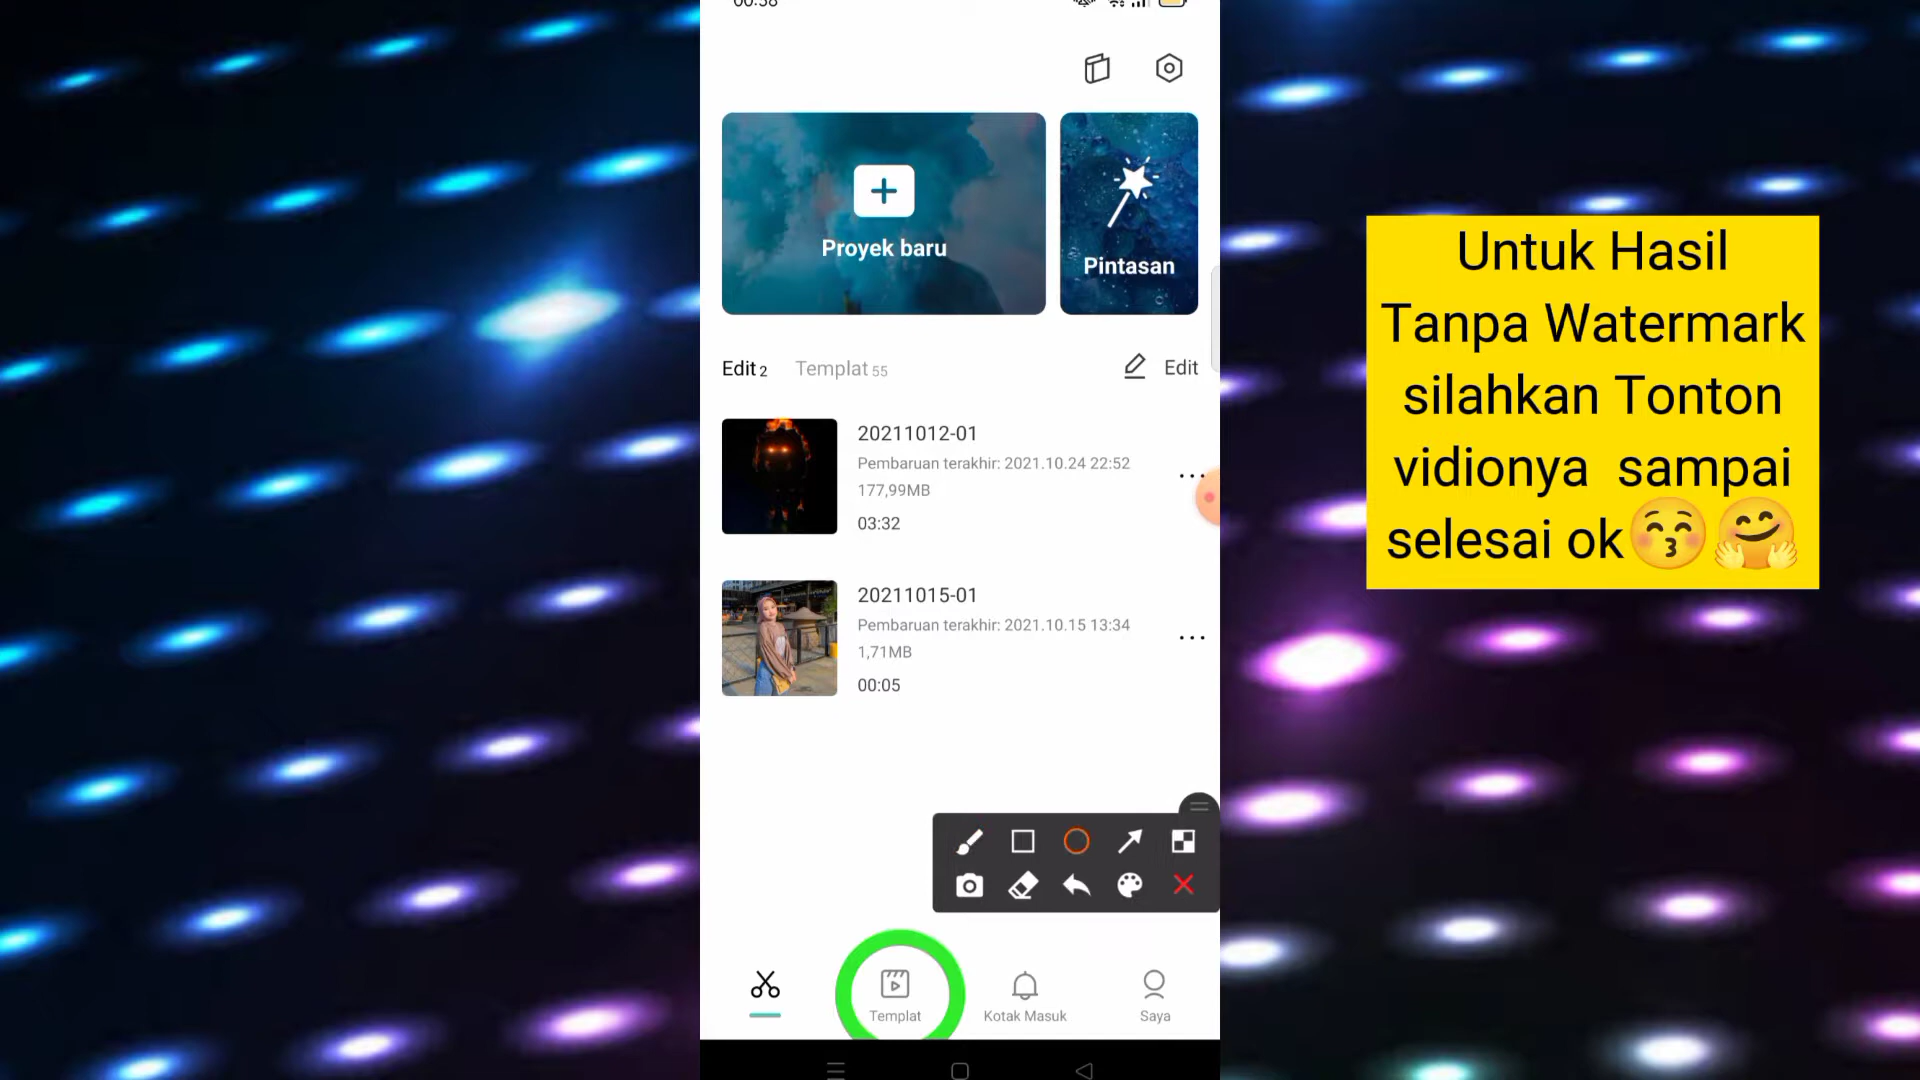 00:38
Proyek baru
Pintasan
Edit 2
Templat 55
Edit
20211012-01
Pembaruan terakhir: 2021.10.24 22:52
177,99MB
03:32
20211015-01
Pembaruan terakhir: 2021.10.15 13:34
1,71MB
00:05
Templat
Kotak Masuk
Saya
Untuk Hasil
Tanpa Watermark
silahkan Tonton
vidionya sampai
selesai ok😚🤗